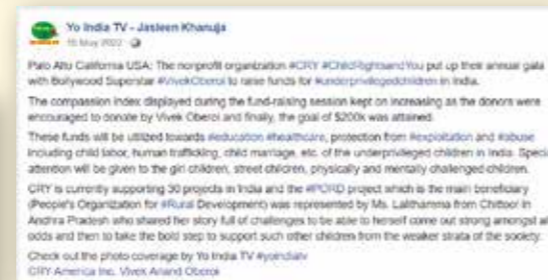 Yo India TV - Jasleen Khanuja
15 May 2022
Palo Alto California USA: The nonprofit organization #CRY #ChildRightsandYou put up their annual gala
with Bollywood Superstar #VivekOberoi to raise funds for #underprivilegedchildren in India.
The compassion index displayed during the fund-raising session kept on increasing as the donors were
encouraged to donate by Vivek Oberoi and finally, the goal of $200k was attained.
These funds will be utilized towards #education #healthcare, protection from #exploitation and #abuse
including child labor, human trafficking, child marriage, etc. of the underprivileged children in India. Special
attention will be given to the girl children, street children, physically and mentally challenged children.
CRY is currently supporting 30 projects in India and the #PORD project which is the main beneficiary
(People's Organization for #Rural Development) was represented by Ms. Lalithamma from Chittoor in
Andhra Pradesh who shared her story full of challenges to be able to herself come out strong amongst all
odds and then to take the bold step to support such other children from the weaker strata of the society.
Check out the photo coverage by Yo India TV #yoindiatv
CRY America Inc. Vivek Anand Oberoi